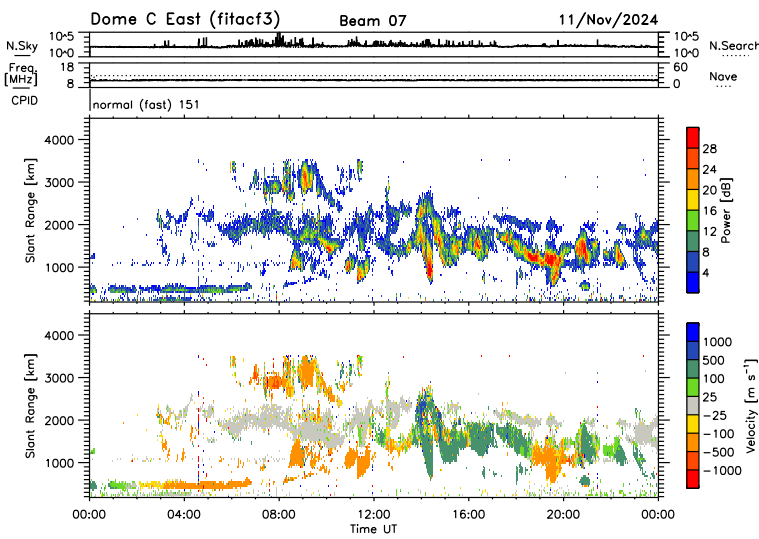 Dome C East (fitacf3) Beam 07 11/Nov/2024
N.Sky 10^5 10^0 10^5 10^0 N.Search
Freq. [MHz] 18 8 60 0 Nave
CPID normal (fast) 151
4000
3000
2000
1000
Slant Range [km]
28
24
20
16
12
8
4
Power [dB]
4000
3000
2000
1000
Slant Range [km]
1000
500
100
25
−25
−100
−500
−1000
Velocity [m s⁻¹]
00:00 04:00 08:00 12:00 16:00 20:00 00:00
Time UT